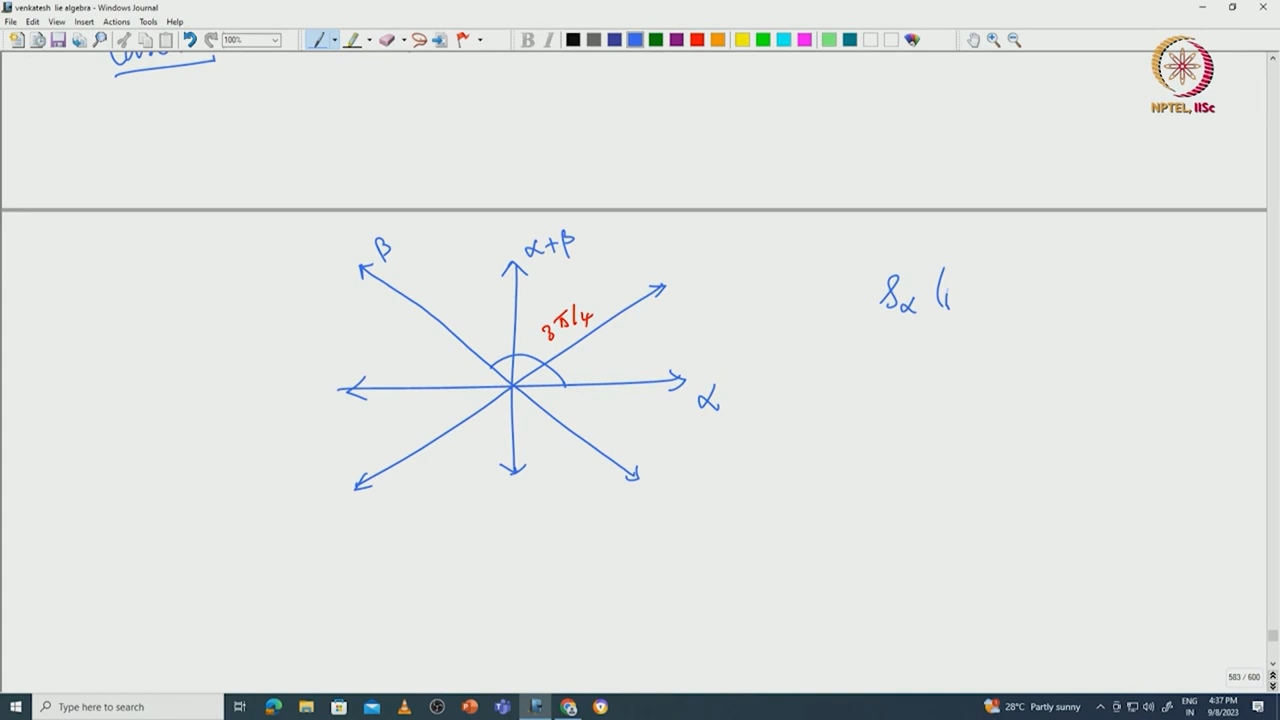 venkatesh lie algebra - Windows Journal
File Edit View Insert Actions Tools Help
100%
B I
NPTEL, IISc
β
α+β
3π/4
α
S_α (
583 / 600
Type here to search
28°C Partly sunny
ENG
IN
4:37 PM
9/8/2023